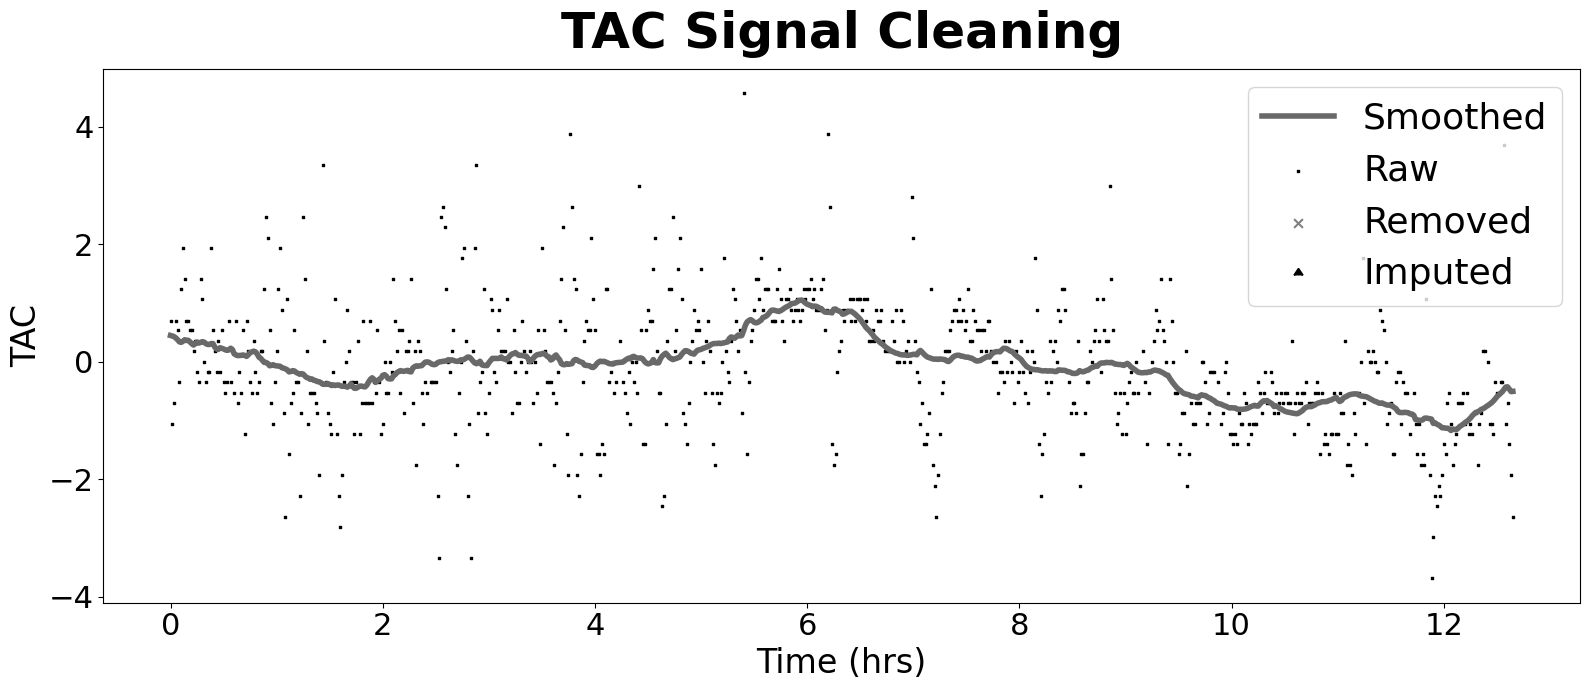 TAC Signal Cleaning
Smoothed
Raw
Removed
Imputed
4
2
0
−2
−4
TAC
0 2 4 6 8 10 12
Time (hrs)